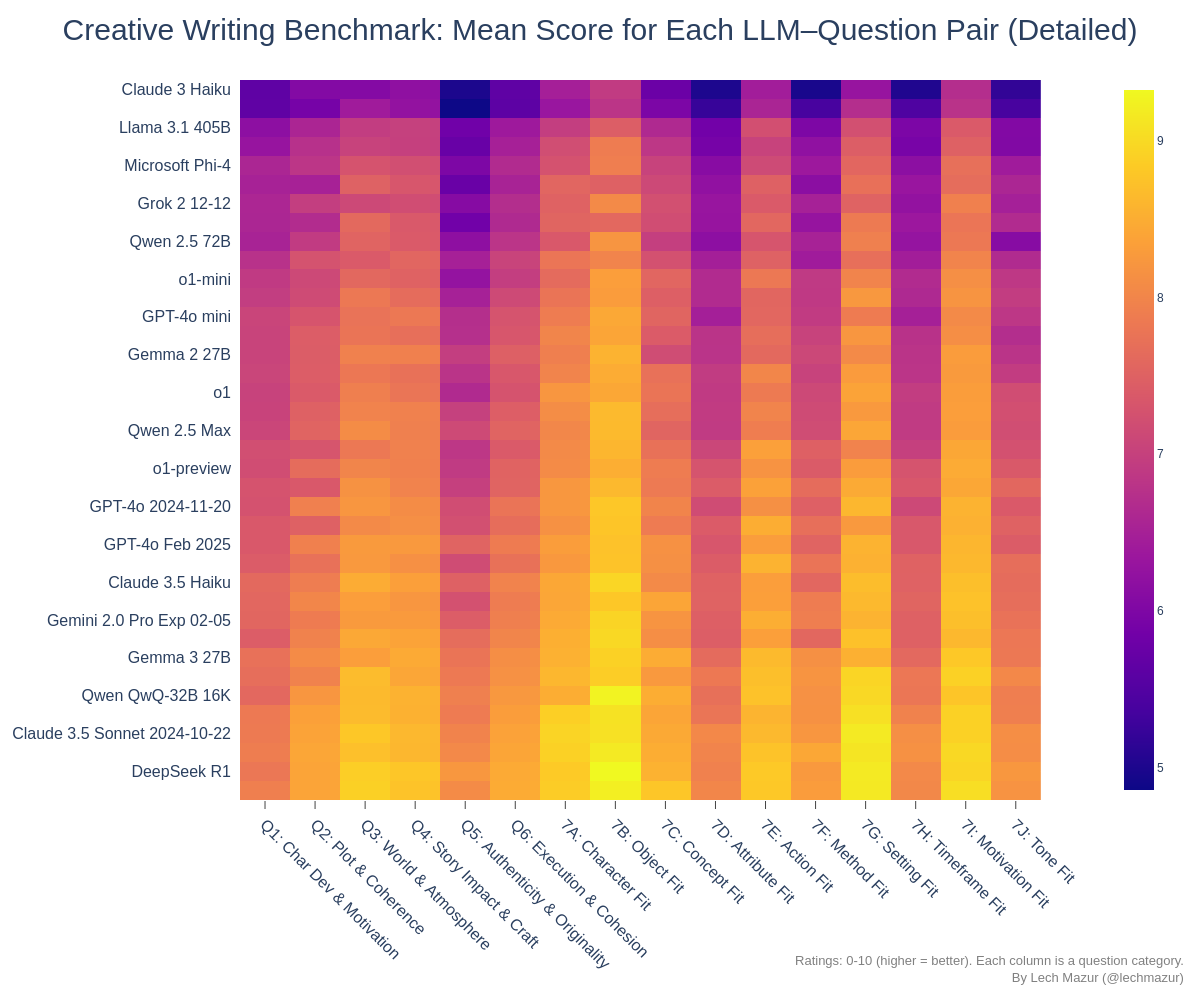 Creative Writing Benchmark: Mean Score for Each LLM–Question Pair (Detailed)
Claude 3 Haiku
Llama 3.1 405B
Microsoft Phi-4
Grok 2 12-12
Qwen 2.5 72B
o1-mini
GPT-4o mini
Gemma 2 27B
o1
Qwen 2.5 Max
o1-preview
GPT-4o 2024-11-20
GPT-4o Feb 2025
Claude 3.5 Haiku
Gemini 2.0 Pro Exp 02-05
Gemma 3 27B
Qwen QwQ-32B 16K
Claude 3.5 Sonnet 2024-10-22
DeepSeek R1
9
8
7
6
5
Q1: Char Dev & Motivation
Q2: Plot & Coherence
Q3: World & Atmosphere
Q4: Story Impact & Craft
Q5: Authenticity & Originality
Q6: Execution & Cohesion
7A: Character Fit
7B: Object Fit
7C: Concept Fit
7D: Attribute Fit
7E: Action Fit
7F: Method Fit
7G: Setting Fit
7H: Timeframe Fit
7I: Motivation Fit
7J: Tone Fit
Ratings: 0-10 (higher = better). Each column is a question category.
By Lech Mazur (@lechmazur)